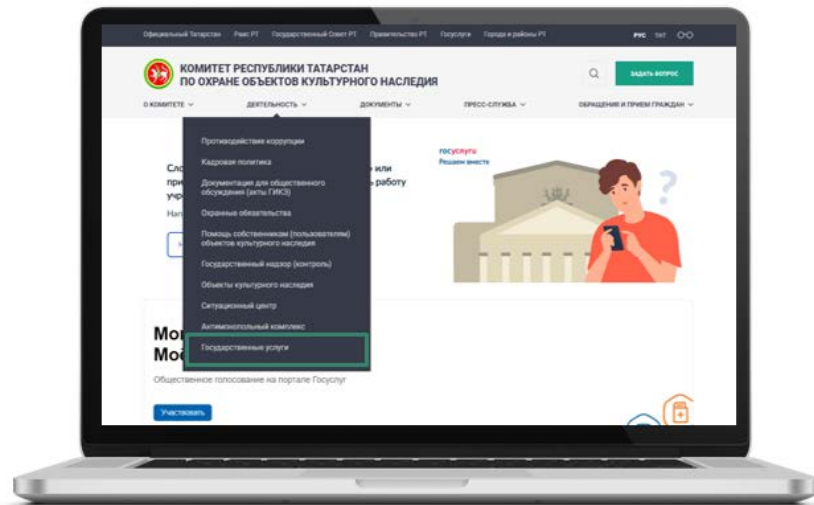 Официальный Татарстан Раис РТ Государственный Совет РТ Правительство РТ Госуслуги Города и районы РТ РУС ТАТ
КОМИТЕТ РЕСПУБЛИКИ ТАТАРСТАН
ПО ОХРАНЕ ОБЪЕКТОВ КУЛЬТУРНОГО НАСЛЕДИЯ
ЗАДАТЬ ВОПРОС
О КОМИТЕТЕ ДЕЯТЕЛЬНОСТЬ ДОКУМЕНТЫ ПРЕСС-СЛУЖБА ОБРАЩЕНИЯ И ПРИЕМ ГРАЖДАН
Противодействие коррупции
Кадровая политика
Документация для общественного
обсуждения (акты ГИКЭ)
Охранные обязательства
Помощь собственникам (пользователям)
объектов культурного наследия
Государственный надзор (контроль)
Объекты культурного наследия
Ситуационный центр
Антимонопольный комплекс
Государственные услуги
или
работу
госуслуги
Решаем вместе
Общественное голосование на портале Госуслуг
Участвовать